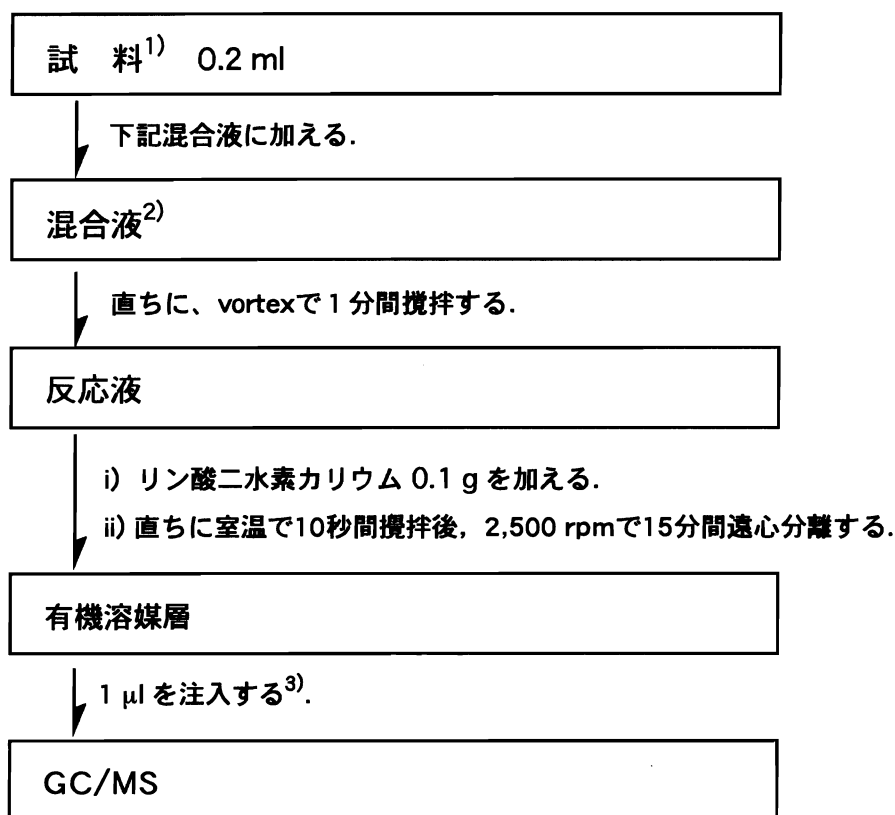 試　料1)　0.2 ml
下記混合液に加える.
混合液2)
直ちに、vortexで1分間撹拌する.
反応液
i) リン酸二水素カリウム 0.1 g を加える.
ii) 直ちに室温で10秒間攪拌後, 2,500 rpmで15分間遠心分離する.
有機溶媒層
1 μl を注入する3).
GC/MS